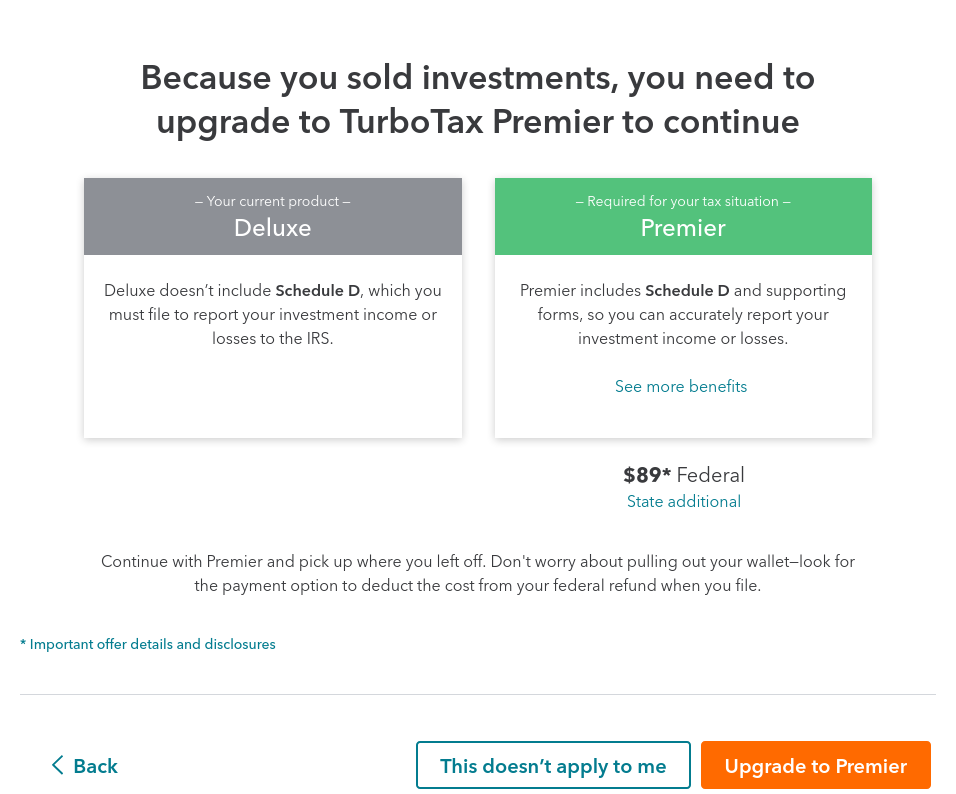 Because you sold investments, you need to
upgrade to TurboTax Premier to continue
– Your current product –
Deluxe
Deluxe doesn’t include Schedule D, which you
must file to report your investment income or
losses to the IRS.
– Required for your tax situation –
Premier
Premier includes Schedule D and supporting
forms, so you can accurately report your
investment income or losses.
See more benefits
$89* Federal
State additional
Continue with Premier and pick up where you left off. Don't worry about pulling out your wallet—look for
the payment option to deduct the cost from your federal refund when you file.
* Important offer details and disclosures
Back
This doesn’t apply to me
Upgrade to Premier